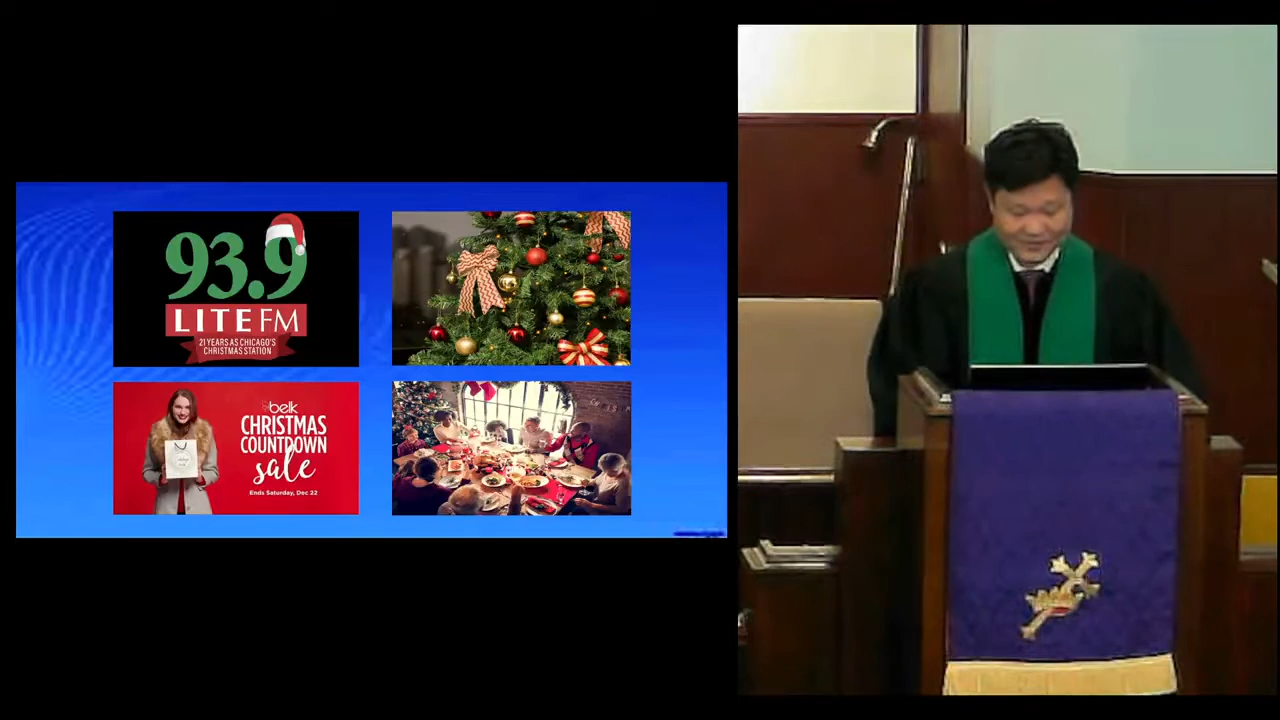 93.9
LITE FM
21 YEARS AS CHICAGO'S
CHRISTMAS STATION
belk
CHRISTMAS
COUNTDOWN
sale
Ends Saturday, Dec 22